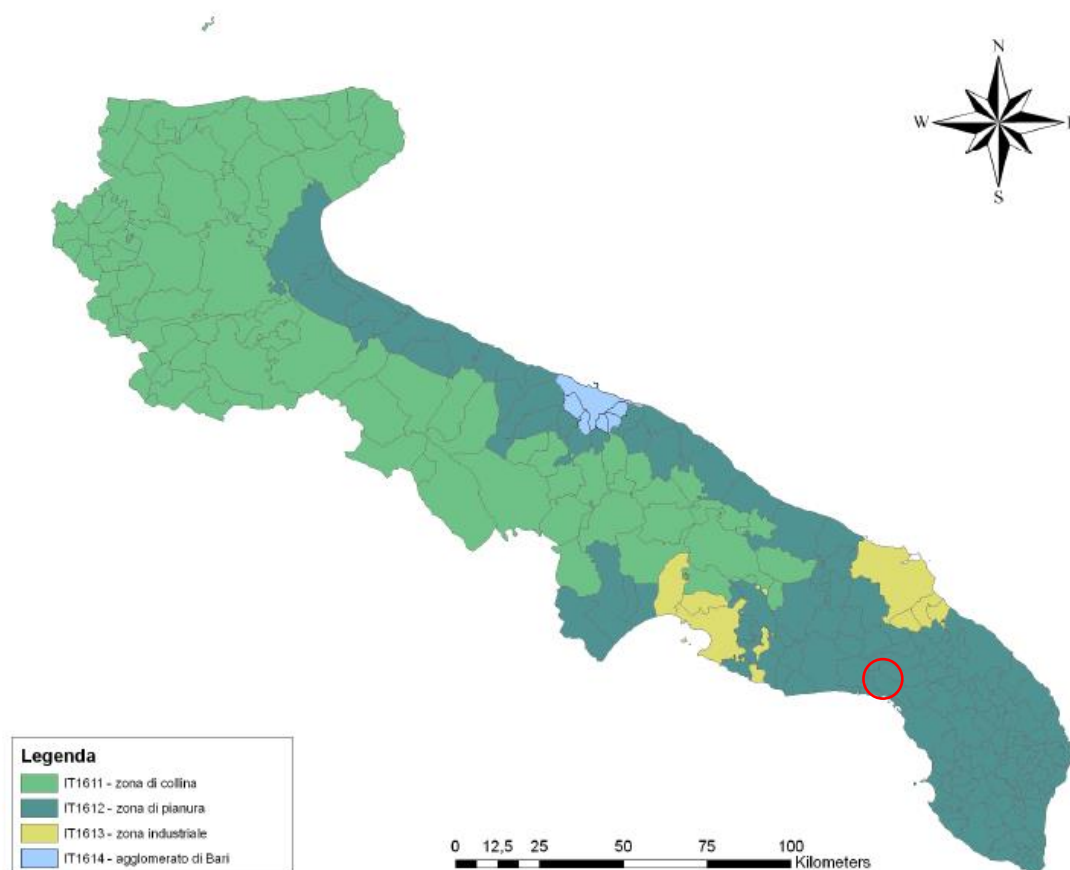 N
W
E
S
Legenda
IT1611 - zona di collina
IT1612 - zona di pianura
IT1613 - zona industriale
IT1614 - agglomerato di Bari
0 12,5 25 50 75 100
Kilometers